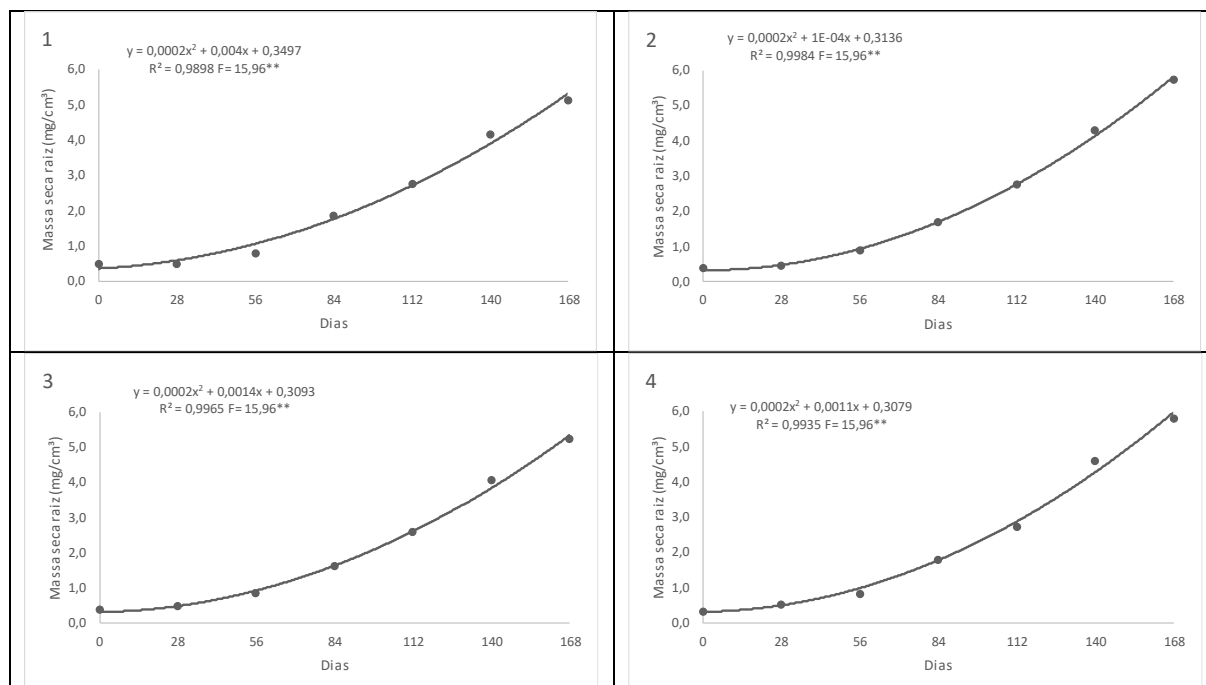 1
y = 0,0002x² + 0,004x + 0,3497
R² = 0,9898 F= 15,96**
Massa seca raiz (mg/cm³)
6,0
5,0
4,0
3,0
2,0
1,0
0,0
0 28 56 84 112 140 168
Dias
2
y = 0,0002x² + 1E-04x + 0,3136
R² = 0,9984 F= 15,96**
Massa seca raiz (mg/cm³)
6,0
5,0
4,0
3,0
2,0
1,0
0,0
0 28 56 84 112 140 168
Dias
3
y = 0,0002x² + 0,0014x + 0,3093
R² = 0,9965 F= 15,96**
Massa seca raiz (mg/cm³)
6,0
5,0
4,0
3,0
2,0
1,0
0,0
0 28 56 84 112 140 168
Dias
4
y = 0,0002x² + 0,0011x + 0,3079
R² = 0,9935 F= 15,96**
Massa seca raiz (mg/cm³)
6,0
5,0
4,0
3,0
2,0
1,0
0,0
0 28 56 84 112 140 168
Dias